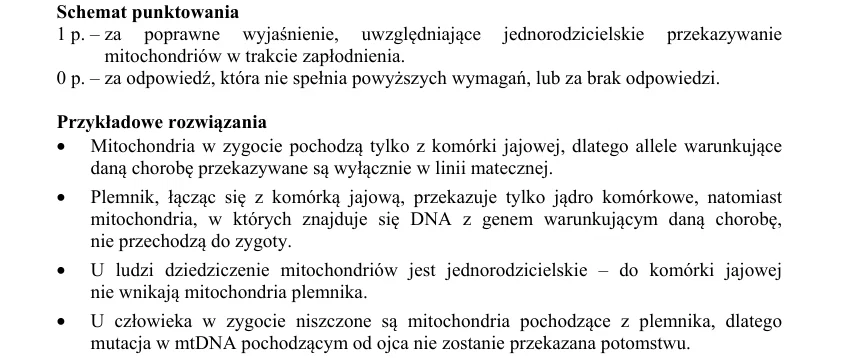 Schemat punktowania
1 p. – za poprawne wyjaśnienie, uwzględniające jednorodzicielskie przekazywanie
mitochondriów w trakcie zapłodnienia.
0 p. – za odpowiedź, która nie spełnia powyższych wymagań, lub za brak odpowiedzi.
Przykładowe rozwiązania
• Mitochondria w zygocie pochodzą tylko z komórki jajowej, dlatego allele warunkujące
daną chorobę przekazywane są wyłącznie w linii matecznej.
• Plemnik, łącząc się z komórką jajową, przekazuje tylko jądro komórkowe, natomiast
mitochondria, w których znajduje się DNA z genem warunkującym daną chorobę,
nie przechodzą do zygoty.
• U ludzi dziedziczenie mitochondriów jest jednorodzicielskie – do komórki jajowej
nie wnikają mitochondria plemnika.
• U człowieka w zygocie niszczone są mitochondria pochodzące z plemnika, dlatego
mutacja w mtDNA pochodzącym od ojca nie zostanie przekazana potomstwu.